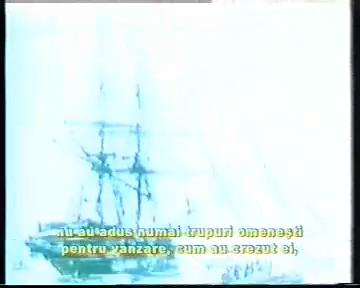 nu au adus numai trupuri omenești
pentru vânzare, cum au crezut ei,